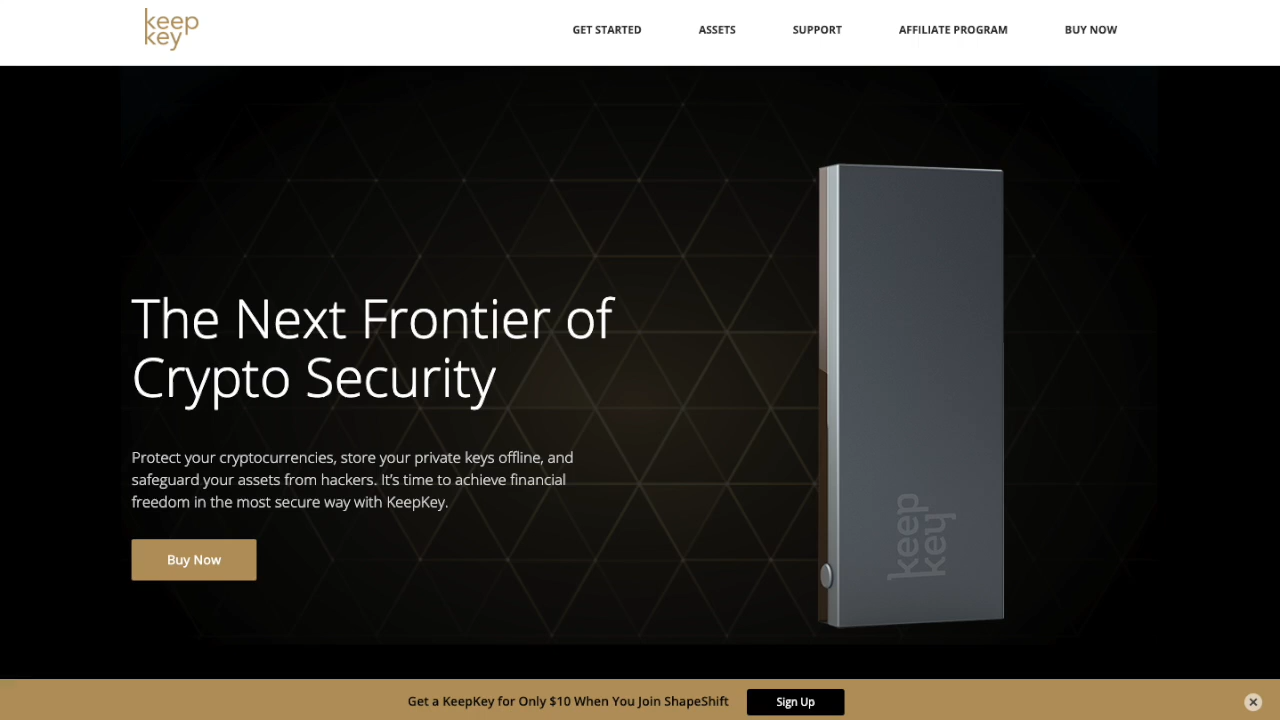 keep
key
GET STARTED
ASSETS
SUPPORT
AFFILIATE PROGRAM
BUY NOW
The Next Frontier of
Crypto Security
Protect your cryptocurrencies, store your private keys offline, and
safeguard your assets from hackers. It's time to achieve financial
freedom in the most secure way with KeepKey.
Buy Now
keep
key
Get a KeepKey for Only $10 When You Join ShapeShift
Sign Up